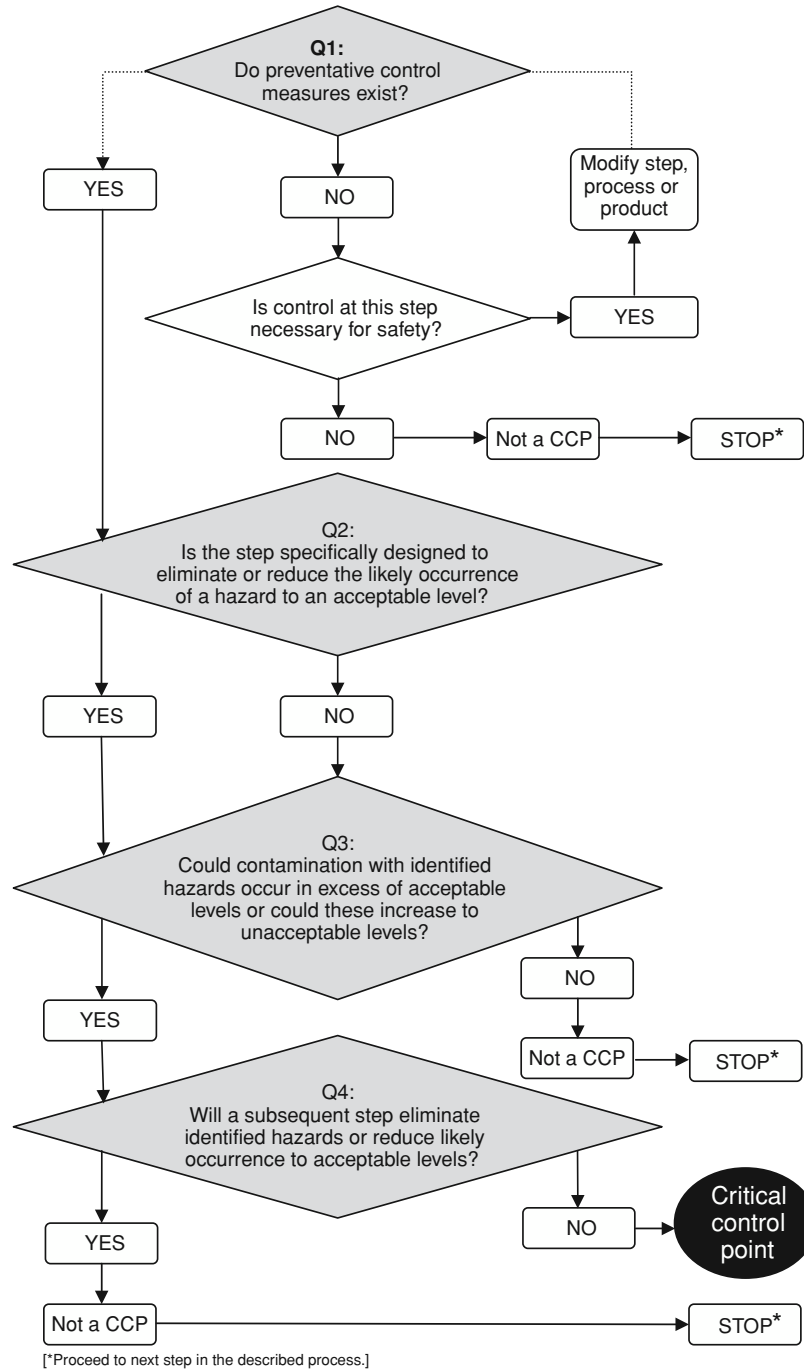 Q1:
Do preventative control
measures exist?
YES
NO
Modify step,
process or
product
Is control at this step
necessary for safety?
YES
NO
Not a CCP
STOP*
Q2:
Is the step specifically designed to
eliminate or reduce the likely occurrence
of a hazard to an acceptable level?
YES
NO
Q3:
Could contamination with identified
hazards occur in excess of acceptable
levels or could these increase to
unacceptable levels?
NO
YES
Not a CCP
STOP*
Q4:
Will a subsequent step eliminate
identified hazards or reduce likely
occurrence to acceptable levels?
Critical
control
point
NO
YES
Not a CCP
STOP*
[*Proceed to next step in the described process.]